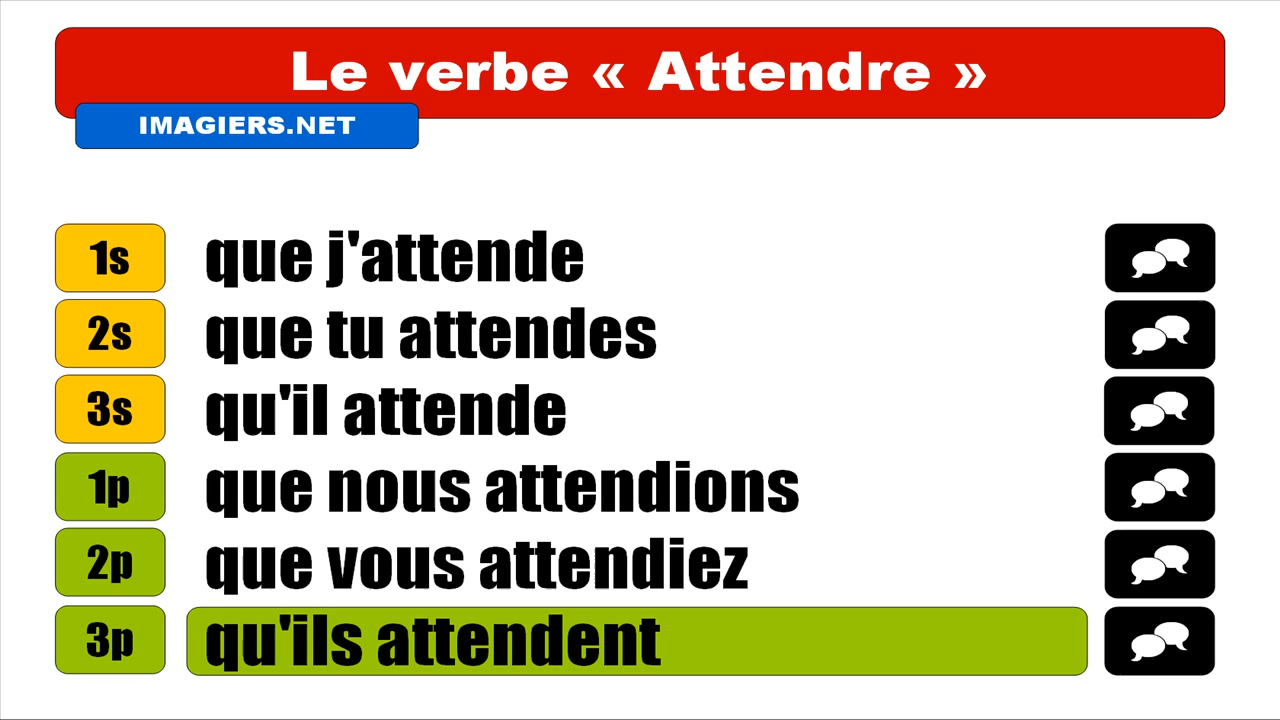 Le verbe « Attendre »
IMAGIERS.NET
1s que j'attende
2s que tu attendes
3s qu'il attende
1p que nous attendions
2p que vous attendiez
3p qu'ils attendent